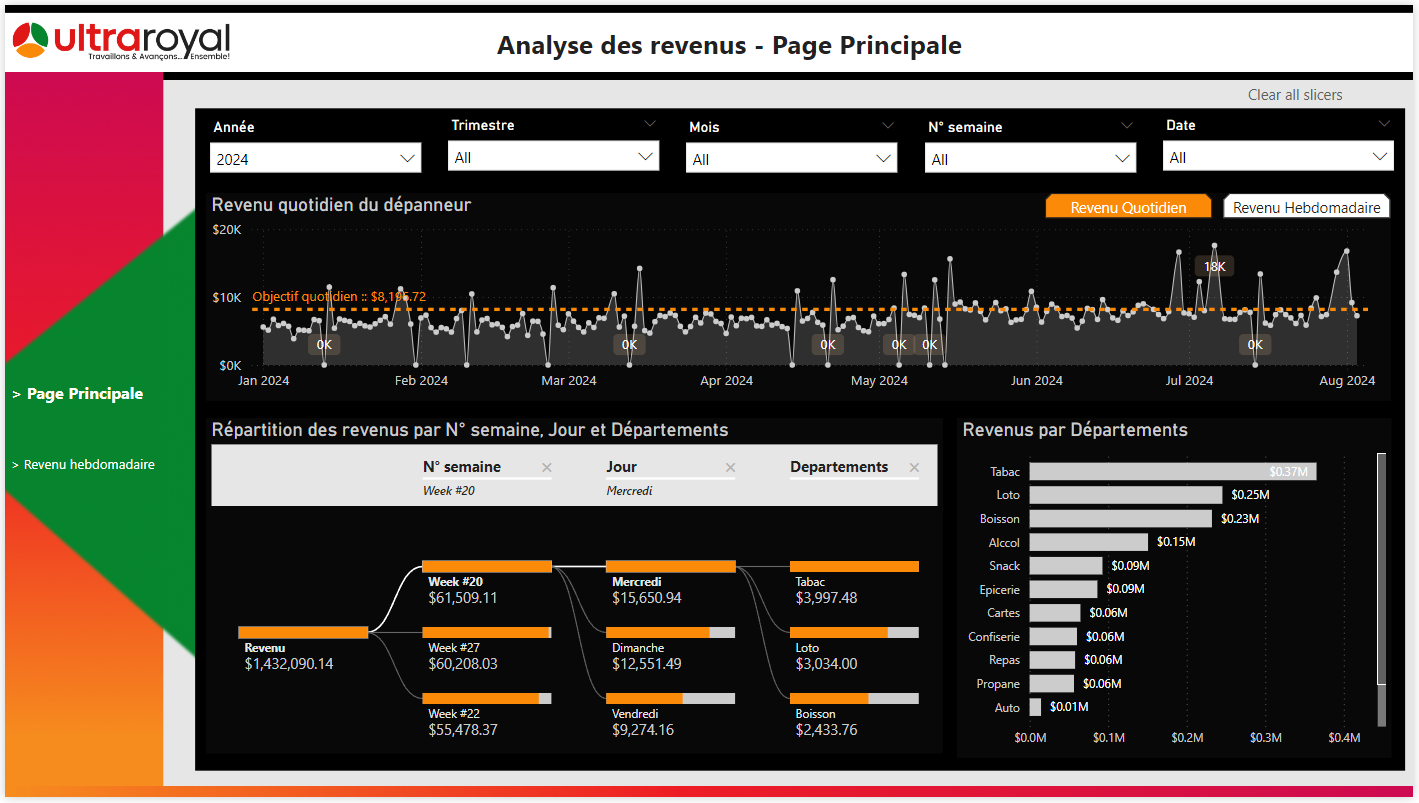 ultraroyal
Travaillons & Avançons... Ensemble!
Analyse des revenus - Page Principale
Clear all slicers
Année
Trimestre
Mois
N° semaine
Date
2024
All
All
All
All
Revenu quotidien du dépanneur
Revenu Quotidien
Revenu Hebdomadaire
$20K
18K
$10K
Objectif quotidien :: $8,195.72
0K
0K
0K
0K
0K
0K
$0K
Jan 2024
Feb 2024
Mar 2024
Apr 2024
May 2024
Jun 2024
Jul 2024
Aug 2024
> Page Principale
> Revenu hebdomadaire
Répartition des revenus par N° semaine, Jour et Départements
N° semaine
Jour
Departements
Week #20
Mercredi
Revenu
$1,432,090.14
Week #20
$61,509.11
Week #27
$60,208.03
Week #22
$55,478.37
Mercredi
$15,650.94
Dimanche
$12,551.49
Vendredi
$9,274.16
Tabac
$3,997.48
Loto
$3,034.00
Boisson
$2,433.76
Revenus par Départements
Tabac $0.37M
Loto $0.25M
Boisson $0.23M
Alccol $0.15M
Snack $0.09M
Epicerie $0.09M
Cartes $0.06M
Confiserie $0.06M
Repas $0.06M
Propane $0.06M
Auto $0.01M
$0.0M
$0.1M
$0.2M
$0.3M
$0.4M